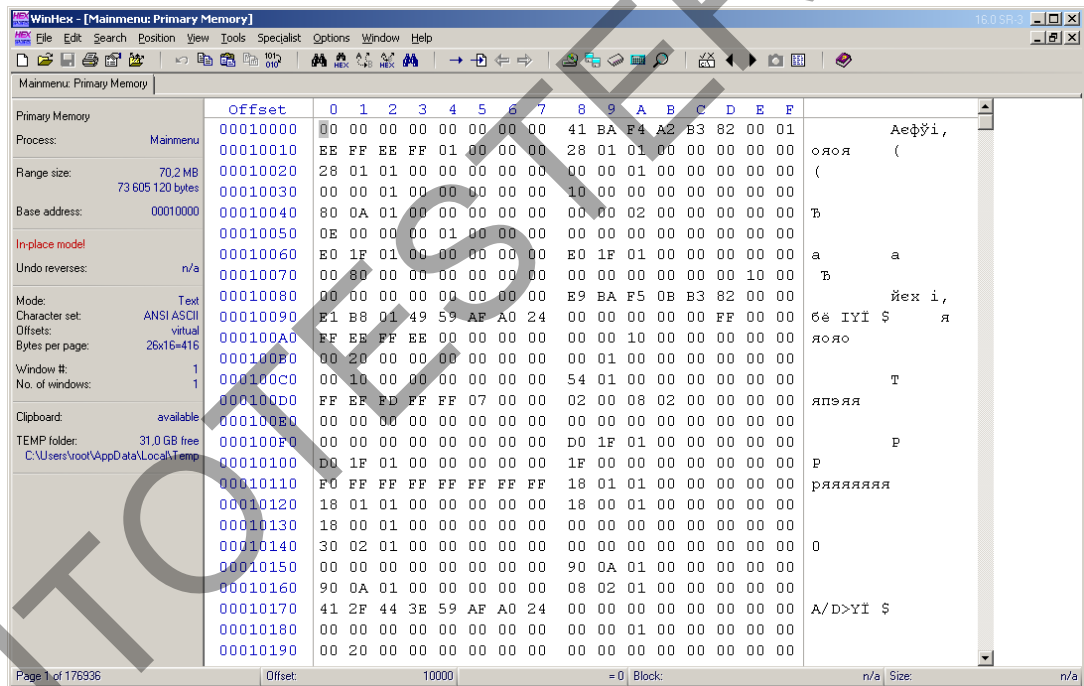 WinHex - [Mainmenu: Primary Memory] 16.0 SR-3
File Edit Search Position View Tools Specialist Options Window Help
Mainmenu: Primary Memory
Primary Memory
Process: Mainmenu
Range size: 70,2 MB
73 605 120 bytes
Base address: 00010000
In-place mode!
Undo reverses: n/a
Mode: Text
Character set: ANSI ASCII
Offsets: virtual
Bytes per page: 26x16=416
Window #: 1
No. of windows: 1
Clipboard: available
TEMP folder: 31,0 GB free
C:\Users\root\AppData\Local\Temp
Offset 0 1 2 3 4 5 6 7 8 9 A B C D E F
00010000 00 00 00 00 00 00 00 00 41 BA F4 A2 B3 82 00 01 AєфЎі‚
00010010 EE FF EE FF 01 00 00 00 28 01 01 00 00 00 00 00 ояоя (
00010020 28 01 01 00 00 00 00 00 00 00 01 00 00 00 00 00 (
00010030 00 00 01 00 00 00 00 00 10 00 00 00 00 00 00 00
00010040 80 0A 01 00 00 00 00 00 00 00 02 00 00 00 00 00 Ђ
00010050 0E 00 00 00 01 00 00 00 00 00 00 00 00 00 00 00
00010060 E0 1F 01 00 00 00 00 00 E0 1F 01 00 00 00 00 00 а а
00010070 00 80 00 00 00 00 00 00 00 00 00 00 00 00 10 00 Ђ
00010080 00 00 00 00 00 00 00 00 E9 BA F5 0B B3 82 00 00 йєх і‚
00010090 E1 B8 01 49 59 AF A0 24 00 00 00 00 00 FF 00 00 бё IYЇ $ я
000100A0 FF EE FF EE 00 00 00 00 00 00 10 00 00 00 00 00 яояо
000100B0 00 20 00 00 00 00 00 00 00 00 01 00 00 00 00 00
000100C0 00 10 00 00 00 00 00 00 54 01 00 00 00 00 00 00 T
000100D0 FF EF FD FF FF 07 00 00 02 00 08 02 00 00 00 00 япэяя
000100E0 00 00 00 00 00 00 00 00 00 00 00 00 00 00 00 00
000100F0 00 00 00 00 00 00 00 00 D0 1F 01 00 00 00 00 00 Р
00010100 D0 1F 01 00 00 00 00 00 1F 00 00 00 00 00 00 00 Р
00010110 F0 FF FF FF FF FF FF FF 18 01 01 00 00 00 00 00 ряяяяяяя
00010120 18 01 01 00 00 00 00 00 18 00 01 00 00 00 00 00
00010130 18 00 01 00 00 00 00 00 00 00 00 00 00 00 00 00
00010140 30 02 01 00 00 00 00 00 00 00 00 00 00 00 00 00 0
00010150 00 00 00 00 00 00 00 00 90 0A 01 00 00 00 00 00
00010160 90 0A 01 00 00 00 00 00 08 02 01 00 00 00 00 00
00010170 41 2F 44 3E 59 AF A0 24 00 00 00 00 00 00 00 00 A/D>YЇ $
00010180 00 00 00 00 00 00 00 00 00 00 01 00 00 00 00 00
00010190 00 20 00 00 00 00 00 00 00 00 00 00 00 00 00 00
Page 1 of 176936 Offset: 10000 = 0 Block: n/a Size: n/a
ITOTESTER